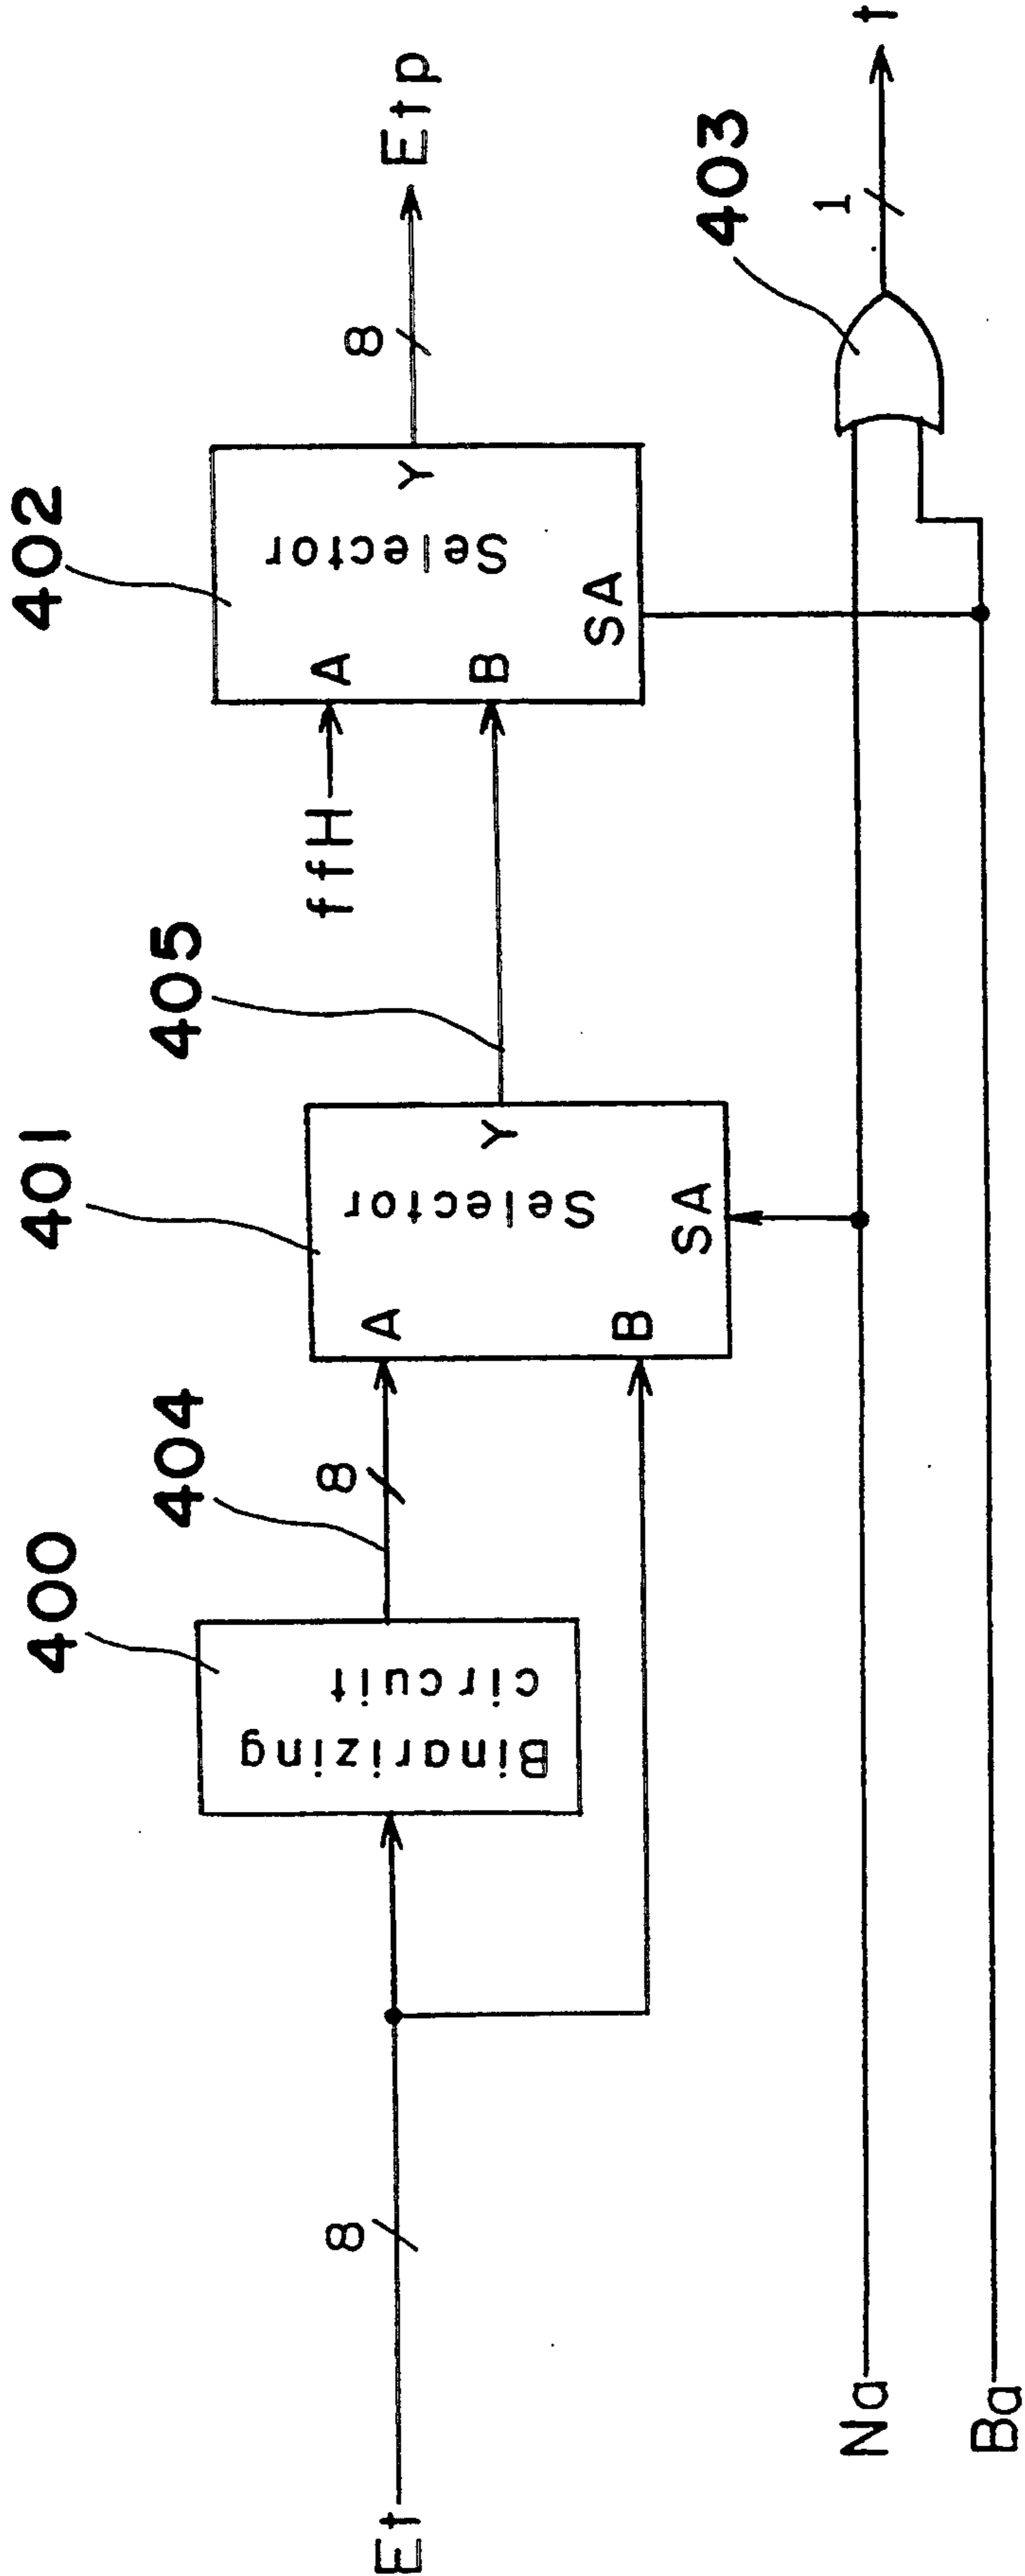 400
404
401
405
402
403
Et
8
Binarizing
circuit
8
A
B
SA
Selector
Y
ffH
A
B
SA
Selector
Y
8
Etp
Na
Ba
1
t